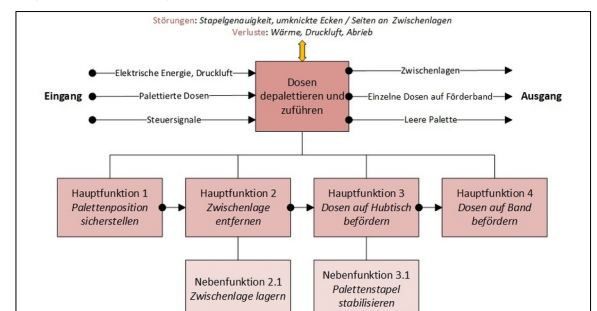 Störungen: Stapelgenauigkeit, umknickte Ecken / Seiten an Zwischenlagen
Verluste: Wärme, Druckluft, Abrieb
Eingang
Elektrische Energie, Druckluft
Palettierte Dosen
Steuersignale
Dosen
depalettieren und
zuführen
Zwischenlagen
Einzelne Dosen auf Förderband
Leere Palette
Ausgang
Hauptfunktion 1
Palettenposition
sicherstellen
Hauptfunktion 2
Zwischenlage
entfernen
Hauptfunktion 3
Dosen auf Hubtisch
befördern
Hauptfunktion 4
Dosen auf Band
befördern
Nebenfunktion 2.1
Zwischenlage lagern
Nebenfunktion 3.1
Palettenstapel
stabilisieren